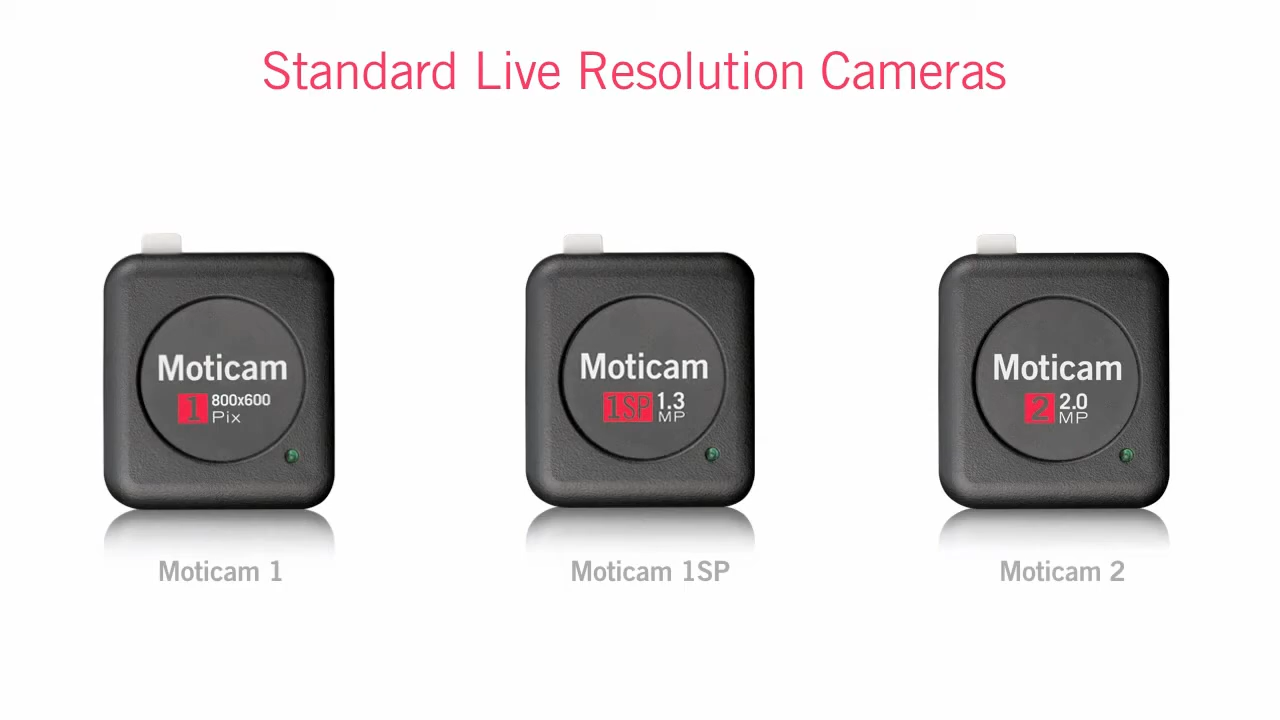 Standard Live Resolution Cameras
Moticam
1 800x600
Pix
Moticam
1SP 1.3
MP
Moticam
2 2.0
MP
Moticam 1
Moticam 1SP
Moticam 2